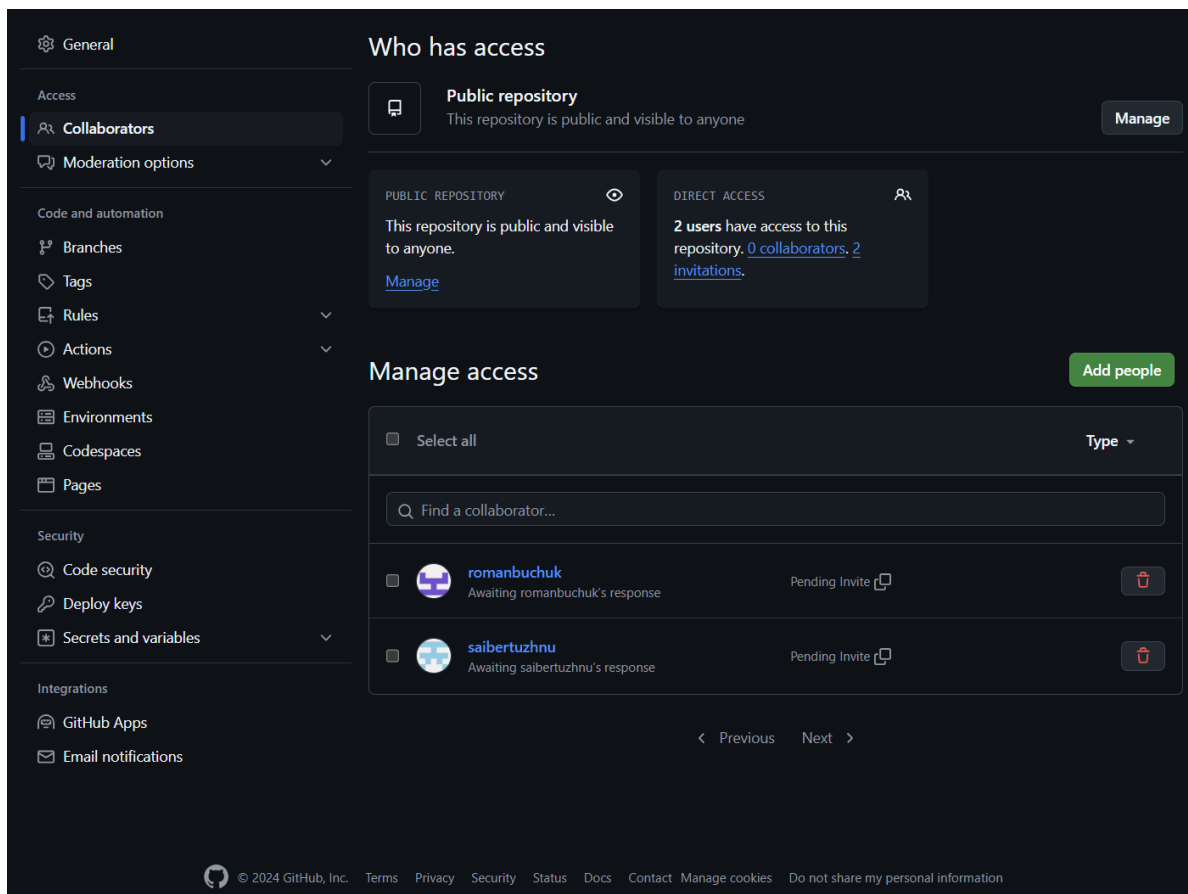 General
Access
Collaborators
Moderation options
Code and automation
Branches
Tags
Rules
Actions
Webhooks
Environments
Codespaces
Pages
Security
Code security
Deploy keys
Secrets and variables
Integrations
GitHub Apps
Email notifications
Who has access
Public repository
This repository is public and visible to anyone
Manage
PUBLIC REPOSITORY
This repository is public and visible
to anyone.
Manage
DIRECT ACCESS
2 users have access to this
repository. 0 collaborators. 2
invitations.
Manage access
Add people
Select all
Type
Find a collaborator...
romanbuchuk
Awaiting romanbuchuk's response
Pending Invite
saibertuzhnu
Awaiting saibertuzhnu's response
Pending Invite
Previous Next
© 2024 GitHub, Inc. Terms Privacy Security Status Docs Contact Manage cookies Do not share my personal information